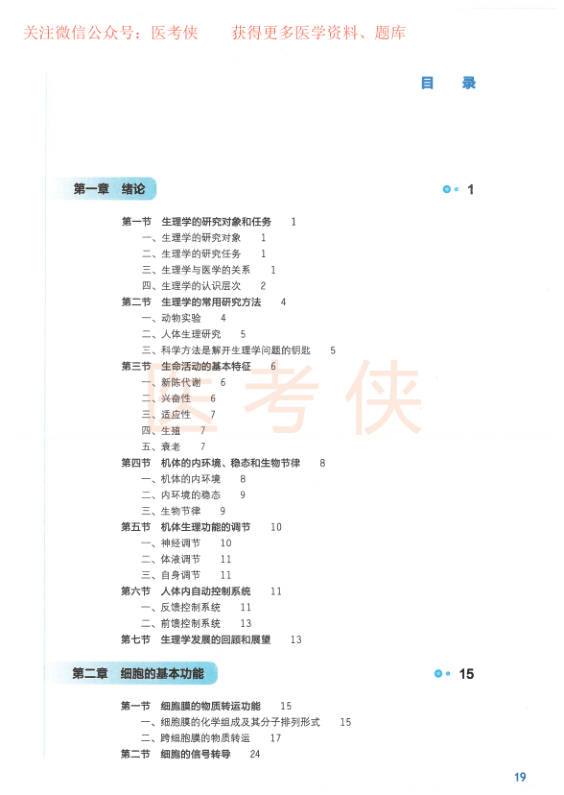 关注微信公众号：医考侠 获得更多医学资料、题库
目 录
第一章 绪论 1
第一节 生理学的研究对象和任务 1
一、生理学的研究对象 1
二、生理学的研究任务 1
三、生理学与医学的关系 1
四、生理学的认识层次 2
第二节 生理学的常用研究方法 4
一、动物实验 4
二、人体生理研究 5
三、科学方法是解开生理学问题的钥匙 5
第三节 生命活动的基本特征 6
一、新陈代谢 6
二、兴奋性 6
三、适应性 7
四、生殖 7
五、衰老 7
医考侠
第四节 机体的内环境、稳态和生物节律 8
一、机体的内环境 8
二、内环境的稳态 9
三、生物节律 9
第五节 机体生理功能的调节 10
一、神经调节 10
二、体液调节 11
三、自身调节 11
第六节 人体内自动控制系统 11
一、反馈控制系统 11
二、前馈控制系统 13
第七节 生理学发展的回顾和展望 13
第二章 细胞的基本功能 15
第一节 细胞膜的物质转运功能 15
一、细胞膜的化学组成及其分子排列形式 15
二、跨细胞膜的物质转运 17
第二节 细胞的信号转导 24
19